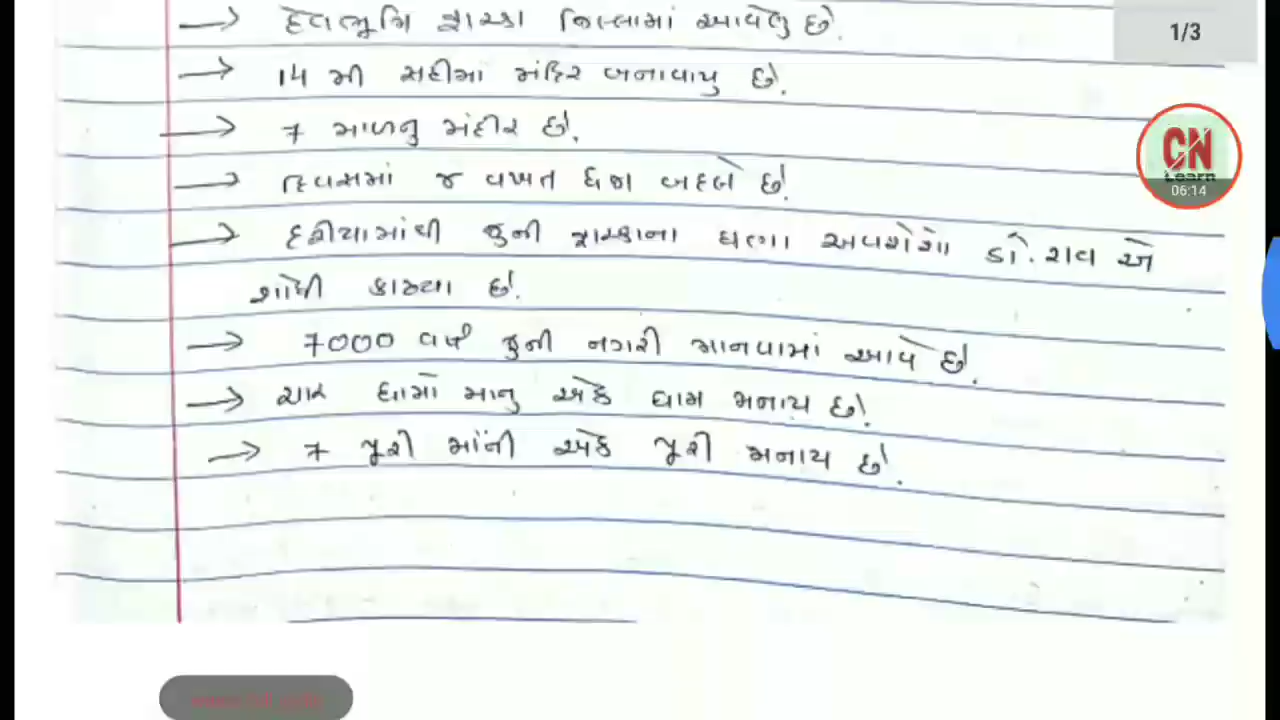 → દેવભૂમિ દ્વારકા જિલ્લામાં આવેલુ છે.
1/3
→ 14 મી સદીમા મંદિર બનાવાયુ છે.
→ 7 માળનુ મંદીર છે.
CN
Learn
06:14
→ દિવસમાં ૪ વખત ધજા બદલે છે.
→ દરીયામાંથી જુની દ્વારકાના ઘણા અવશેષો ડો. રાવ એ
શોધી કાઢ્યા છે.
→ 7000 વર્ષ જુની નગરી માનવામાં આવે છે.
→ ચાર ધામો માનુ એક ધામ મનાય છે.
→ 7 પૂરી માંની એક પૂરી મનાય છે.